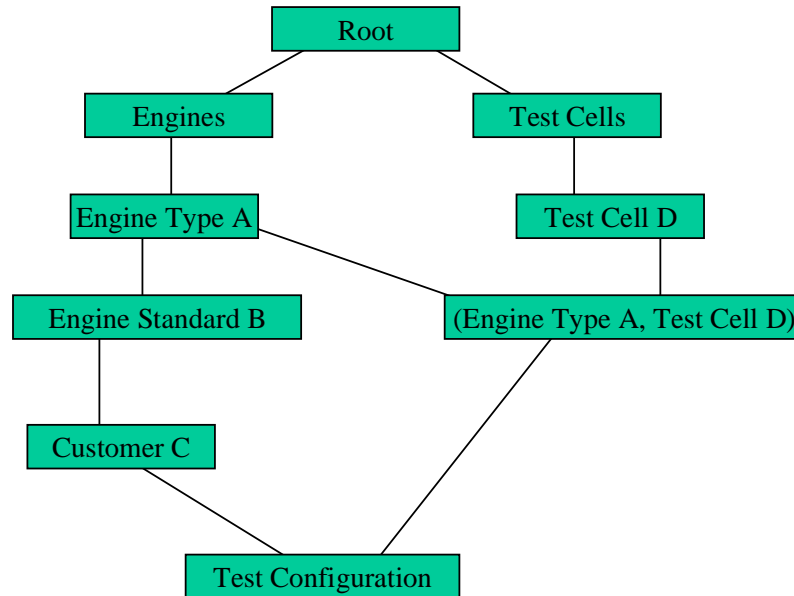 Root
Engines
Test Cells
Engine Type A
Test Cell D
Engine Standard B
(Engine Type A, Test Cell D)
Customer C
Test Configuration